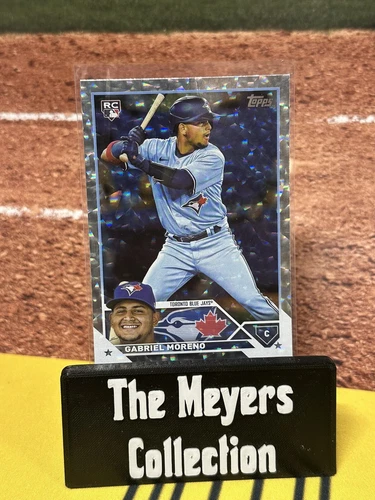 RC
Topps
TORONTO BLUE JAYS®
C
GABRIEL MORENO
The Meyers
Collection